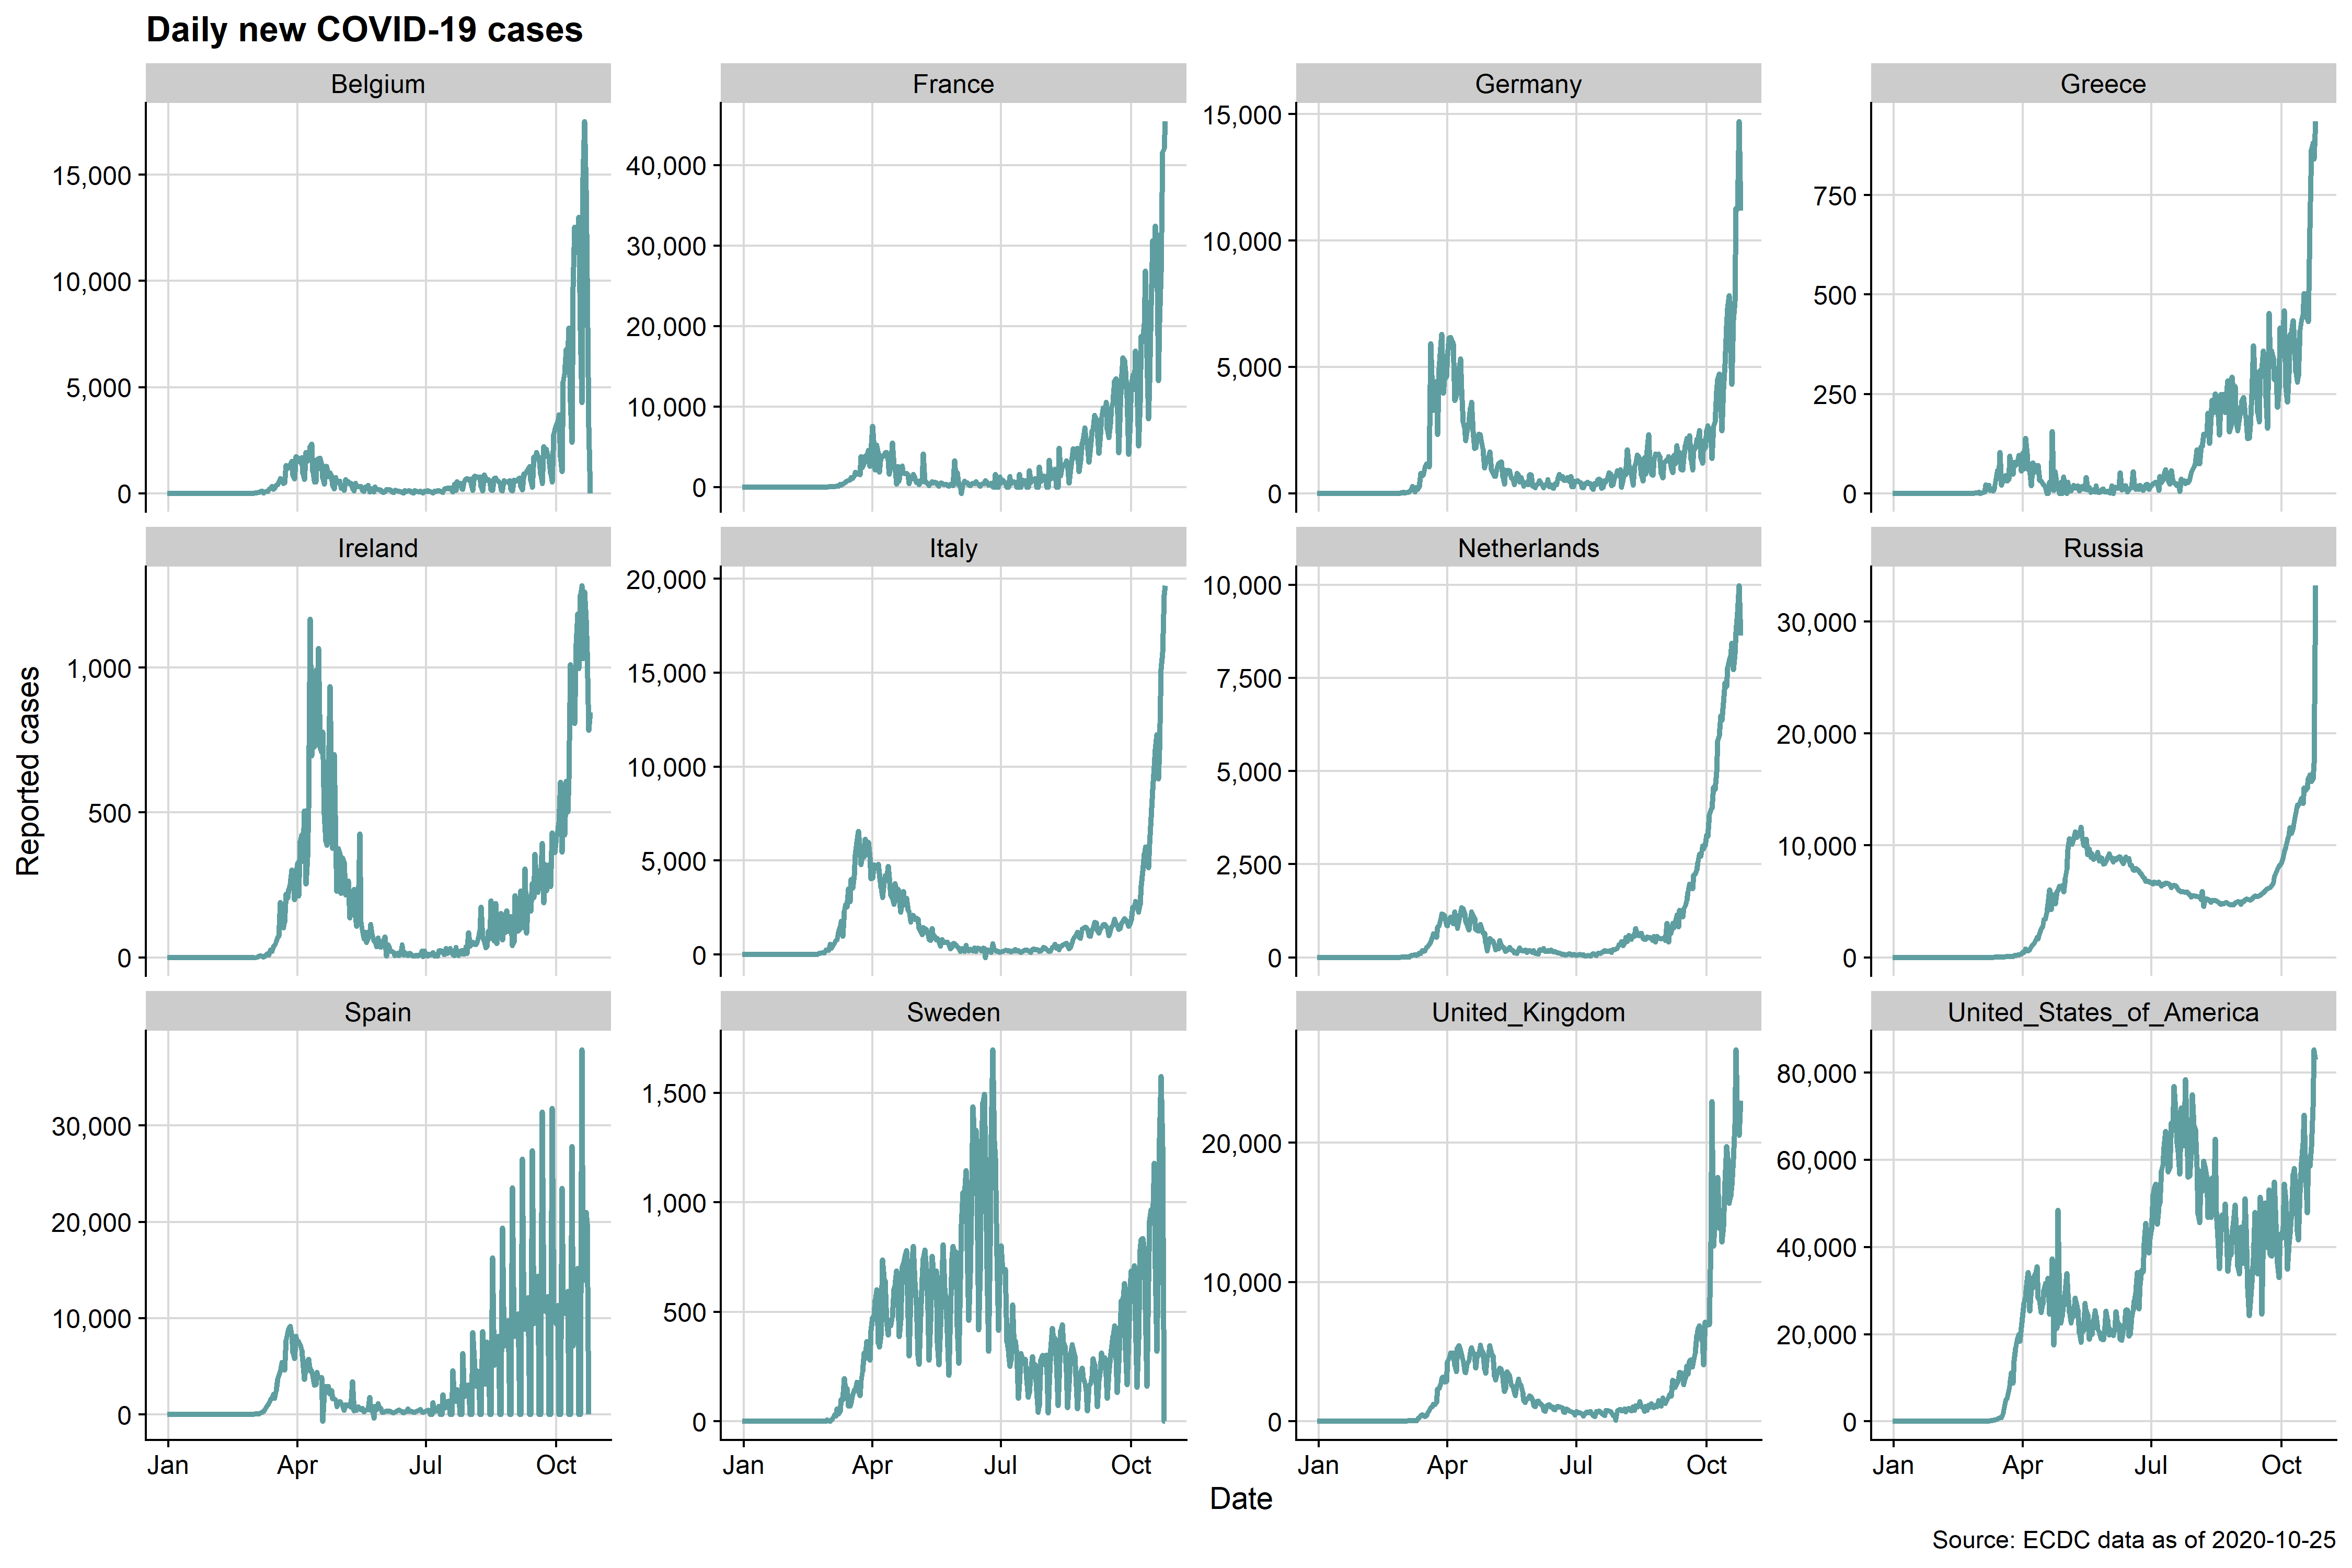 Daily new COVID-19 cases
Belgium
France
Germany
Greece
15,000
10,000
5,000
0
40,000
30,000
20,000
10,000
0
15,000
10,000
5,000
0
750
500
250
0
Ireland
Italy
Netherlands
Russia
1,000
500
0
20,000
15,000
10,000
5,000
0
10,000
7,500
5,000
2,500
0
30,000
20,000
10,000
0
Spain
Sweden
United_Kingdom
United_States_of_America
30,000
20,000
10,000
0
1,500
1,000
500
0
20,000
10,000
0
80,000
60,000
40,000
20,000
0
Jan Apr Jul Oct
Jan Apr Jul Oct
Jan Apr Jul Oct
Jan Apr Jul Oct
Reported cases
Date
Source: ECDC data as of 2020-10-25